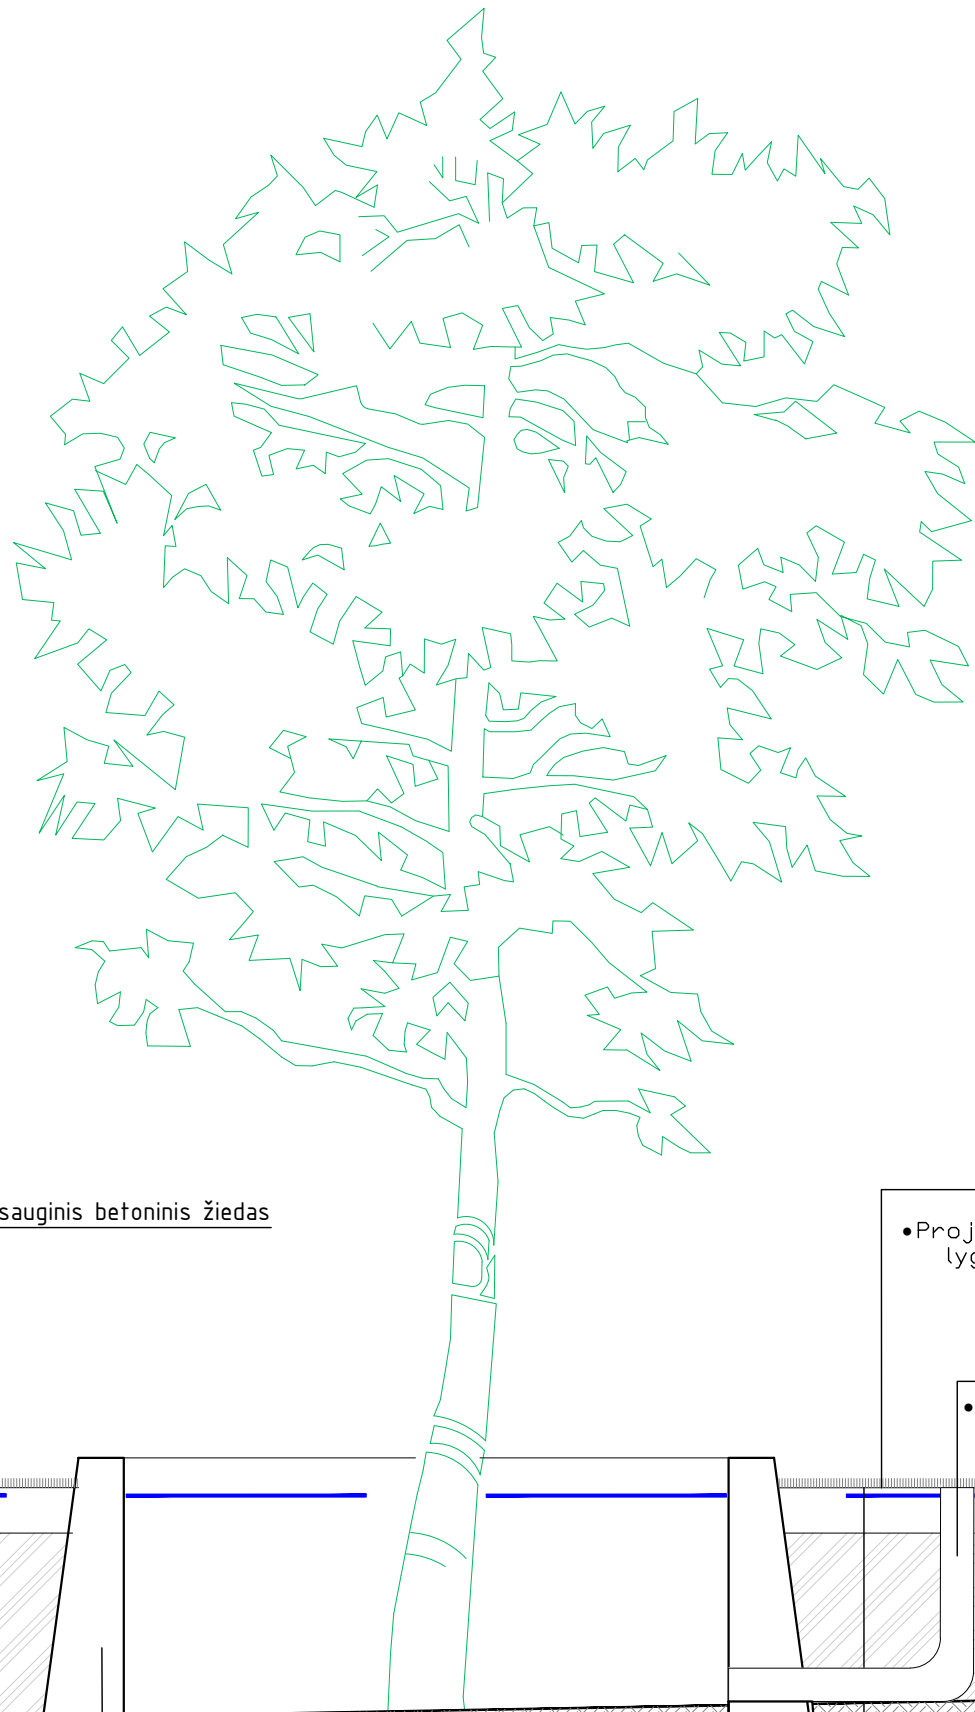 sauginis betoninis žiedas
•Proj
lyg
•